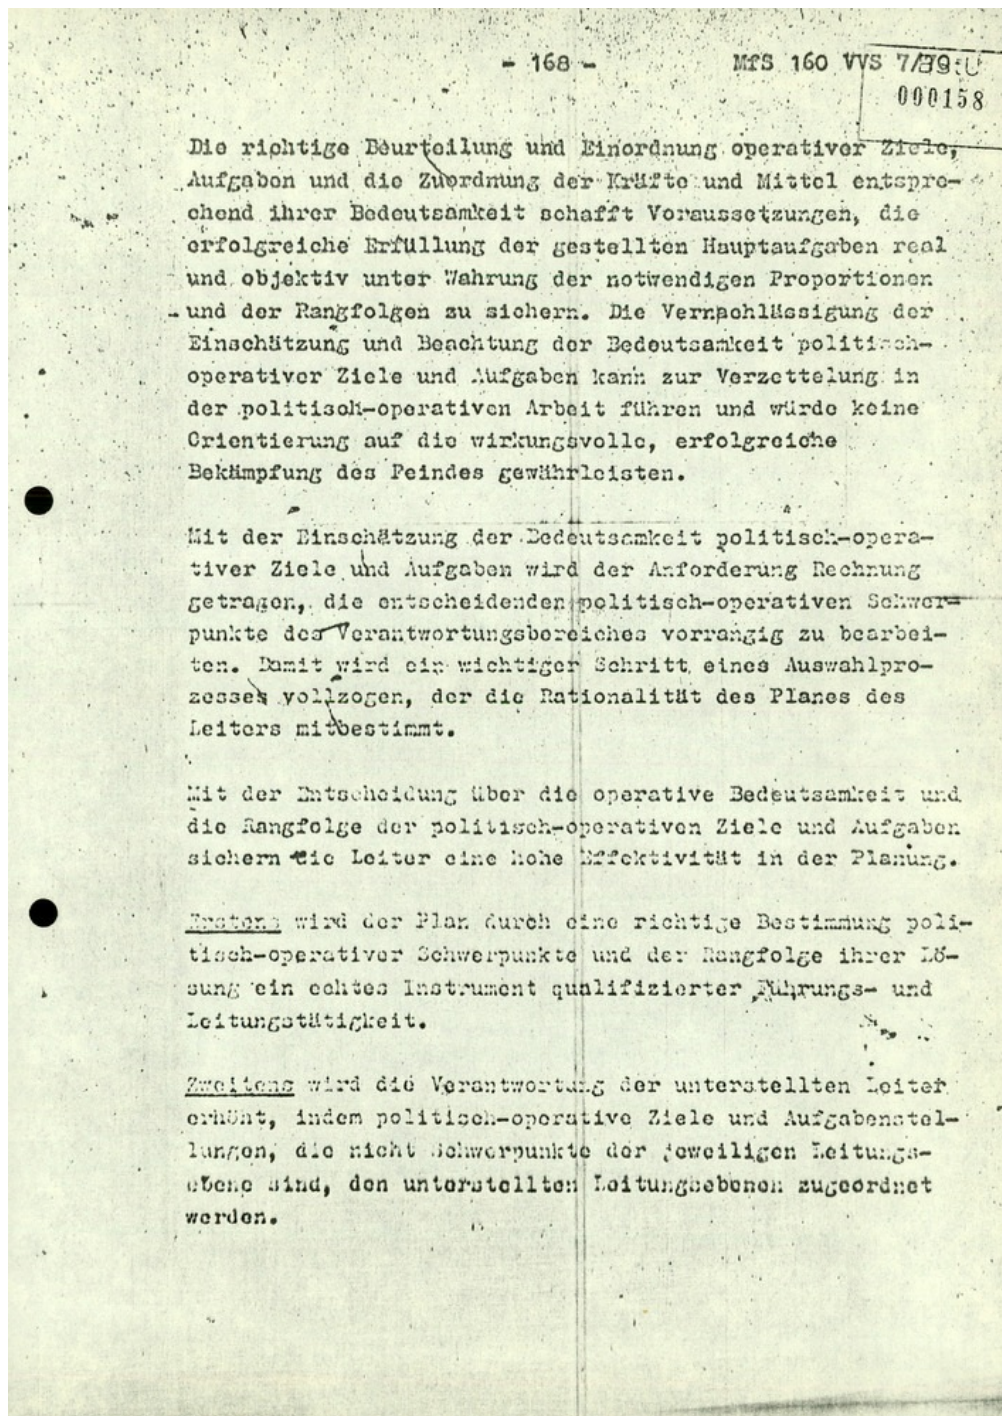 - 168 -
MfS 160 VVS 7/79
000158
Die richtige Beurteilung und Einordnung operativer Ziele,
Aufgaben und die Zuordnung der Kräfte und Mittel entspre-
chend ihrer Bedeutsamkeit schafft Voraussetzungen, die
erfolgreiche Erfüllung der gestellten Hauptaufgaben real
und objektiv unter Wahrung der notwendigen Proportionen
und der Rangfolgen zu sichern. Die Vernachlässigung der
Einschätzung und Beachtung der Bedeutsamkeit politisch-
operativer Ziele und Aufgaben kann zur Verzettelung in
der politisch-operativen Arbeit führen und würde keine
Orientierung auf die wirkungsvolle, erfolgreiche
Bekämpfung des Feindes gewährleisten.
Mit der Einschätzung der Bedeutsamkeit politisch-opera-
tiver Ziele und Aufgaben wird der Anforderung Rechnung
getragen, die entscheidenden politisch-operativen Schwer-
punkte des Verantwortungsbereiches vorrangig zu bearbei-
ten. Damit wird ein wichtiger Schritt eines Auswahlpro-
zesses vollzogen, der die Rationalität des Planes des
Leiters mitbestimmt.
Mit der Entscheidung über die operative Bedeutsamkeit und
die Rangfolge der politisch-operativen Ziele und Aufgaben
sichern die Leiter eine hohe Effektivität in der Planung.
Erstens wird der Plan durch eine richtige Bestimmung poli-
tisch-operativer Schwerpunkte und der Rangfolge ihrer Lö-
sung ein echtes Instrument qualifizierter Führungs- und
Leitungstätigkeit.
Zweitens wird die Verantwortung der unterstellten Leiter
erhöht, indem politisch-operative Ziele und Aufgabenstel-
lungen, die nicht Schwerpunkte der jeweiligen Leitungs-
ebene sind, den unterstellten Leitungsebenen zugeordnet
werden.